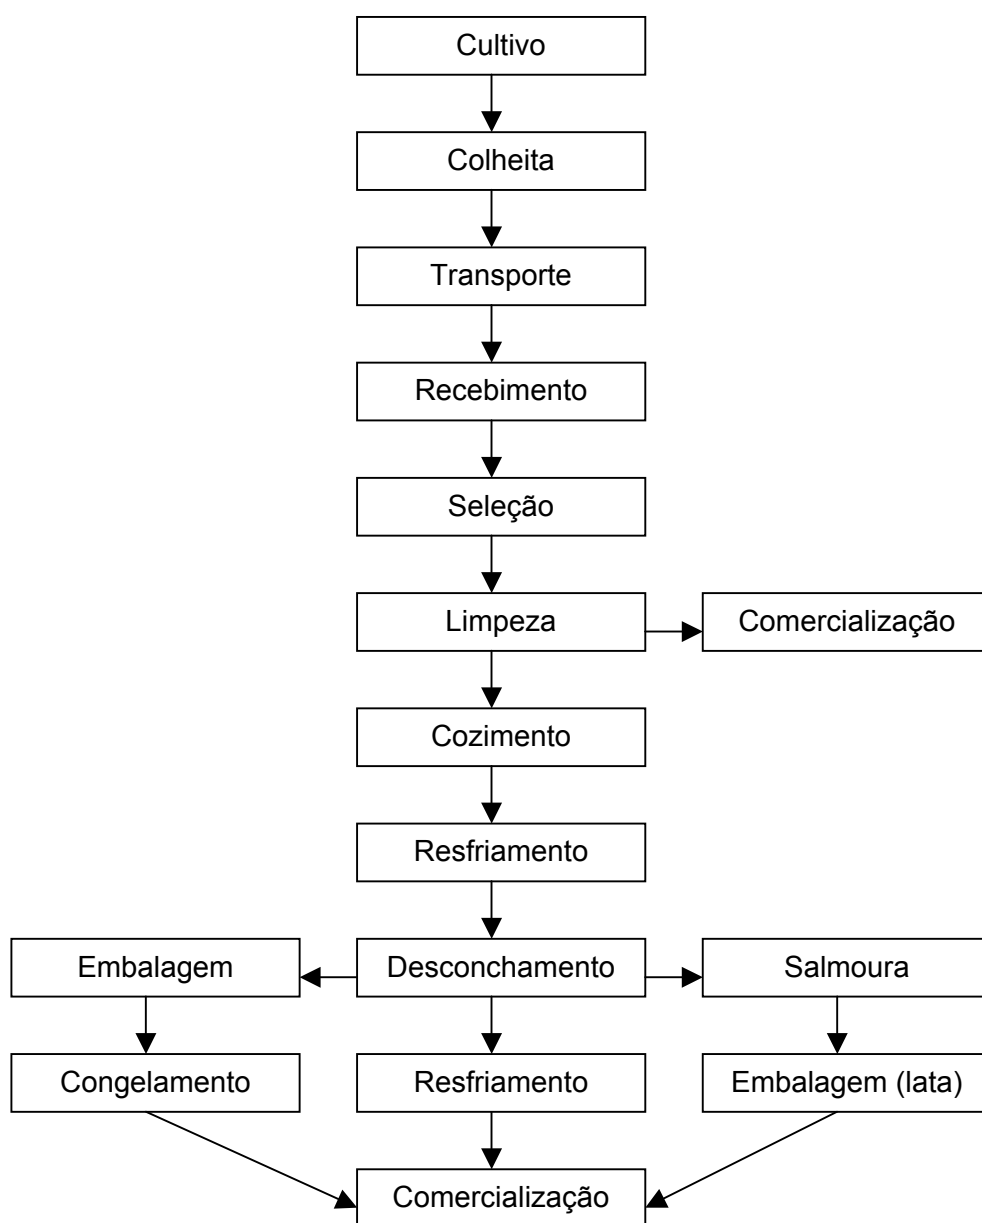 Cultivo
Colheita
Transporte
Recebimento
Seleção
Limpeza
Comercialização
Cozimento
Resfriamento
Embalagem
Desconchamento
Salmoura
Congelamento
Resfriamento
Embalagem (lata)
Comercialização